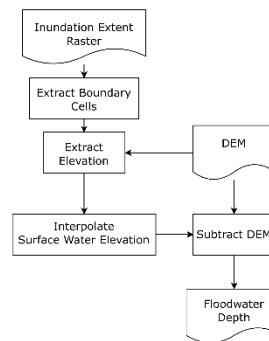 Inundation Extent
Raster
Extract Boundary
Cells
Extract
Elevation
DEM
Interpolate
Surface Water Elevation
Subtract DEM
Floodwater
Depth